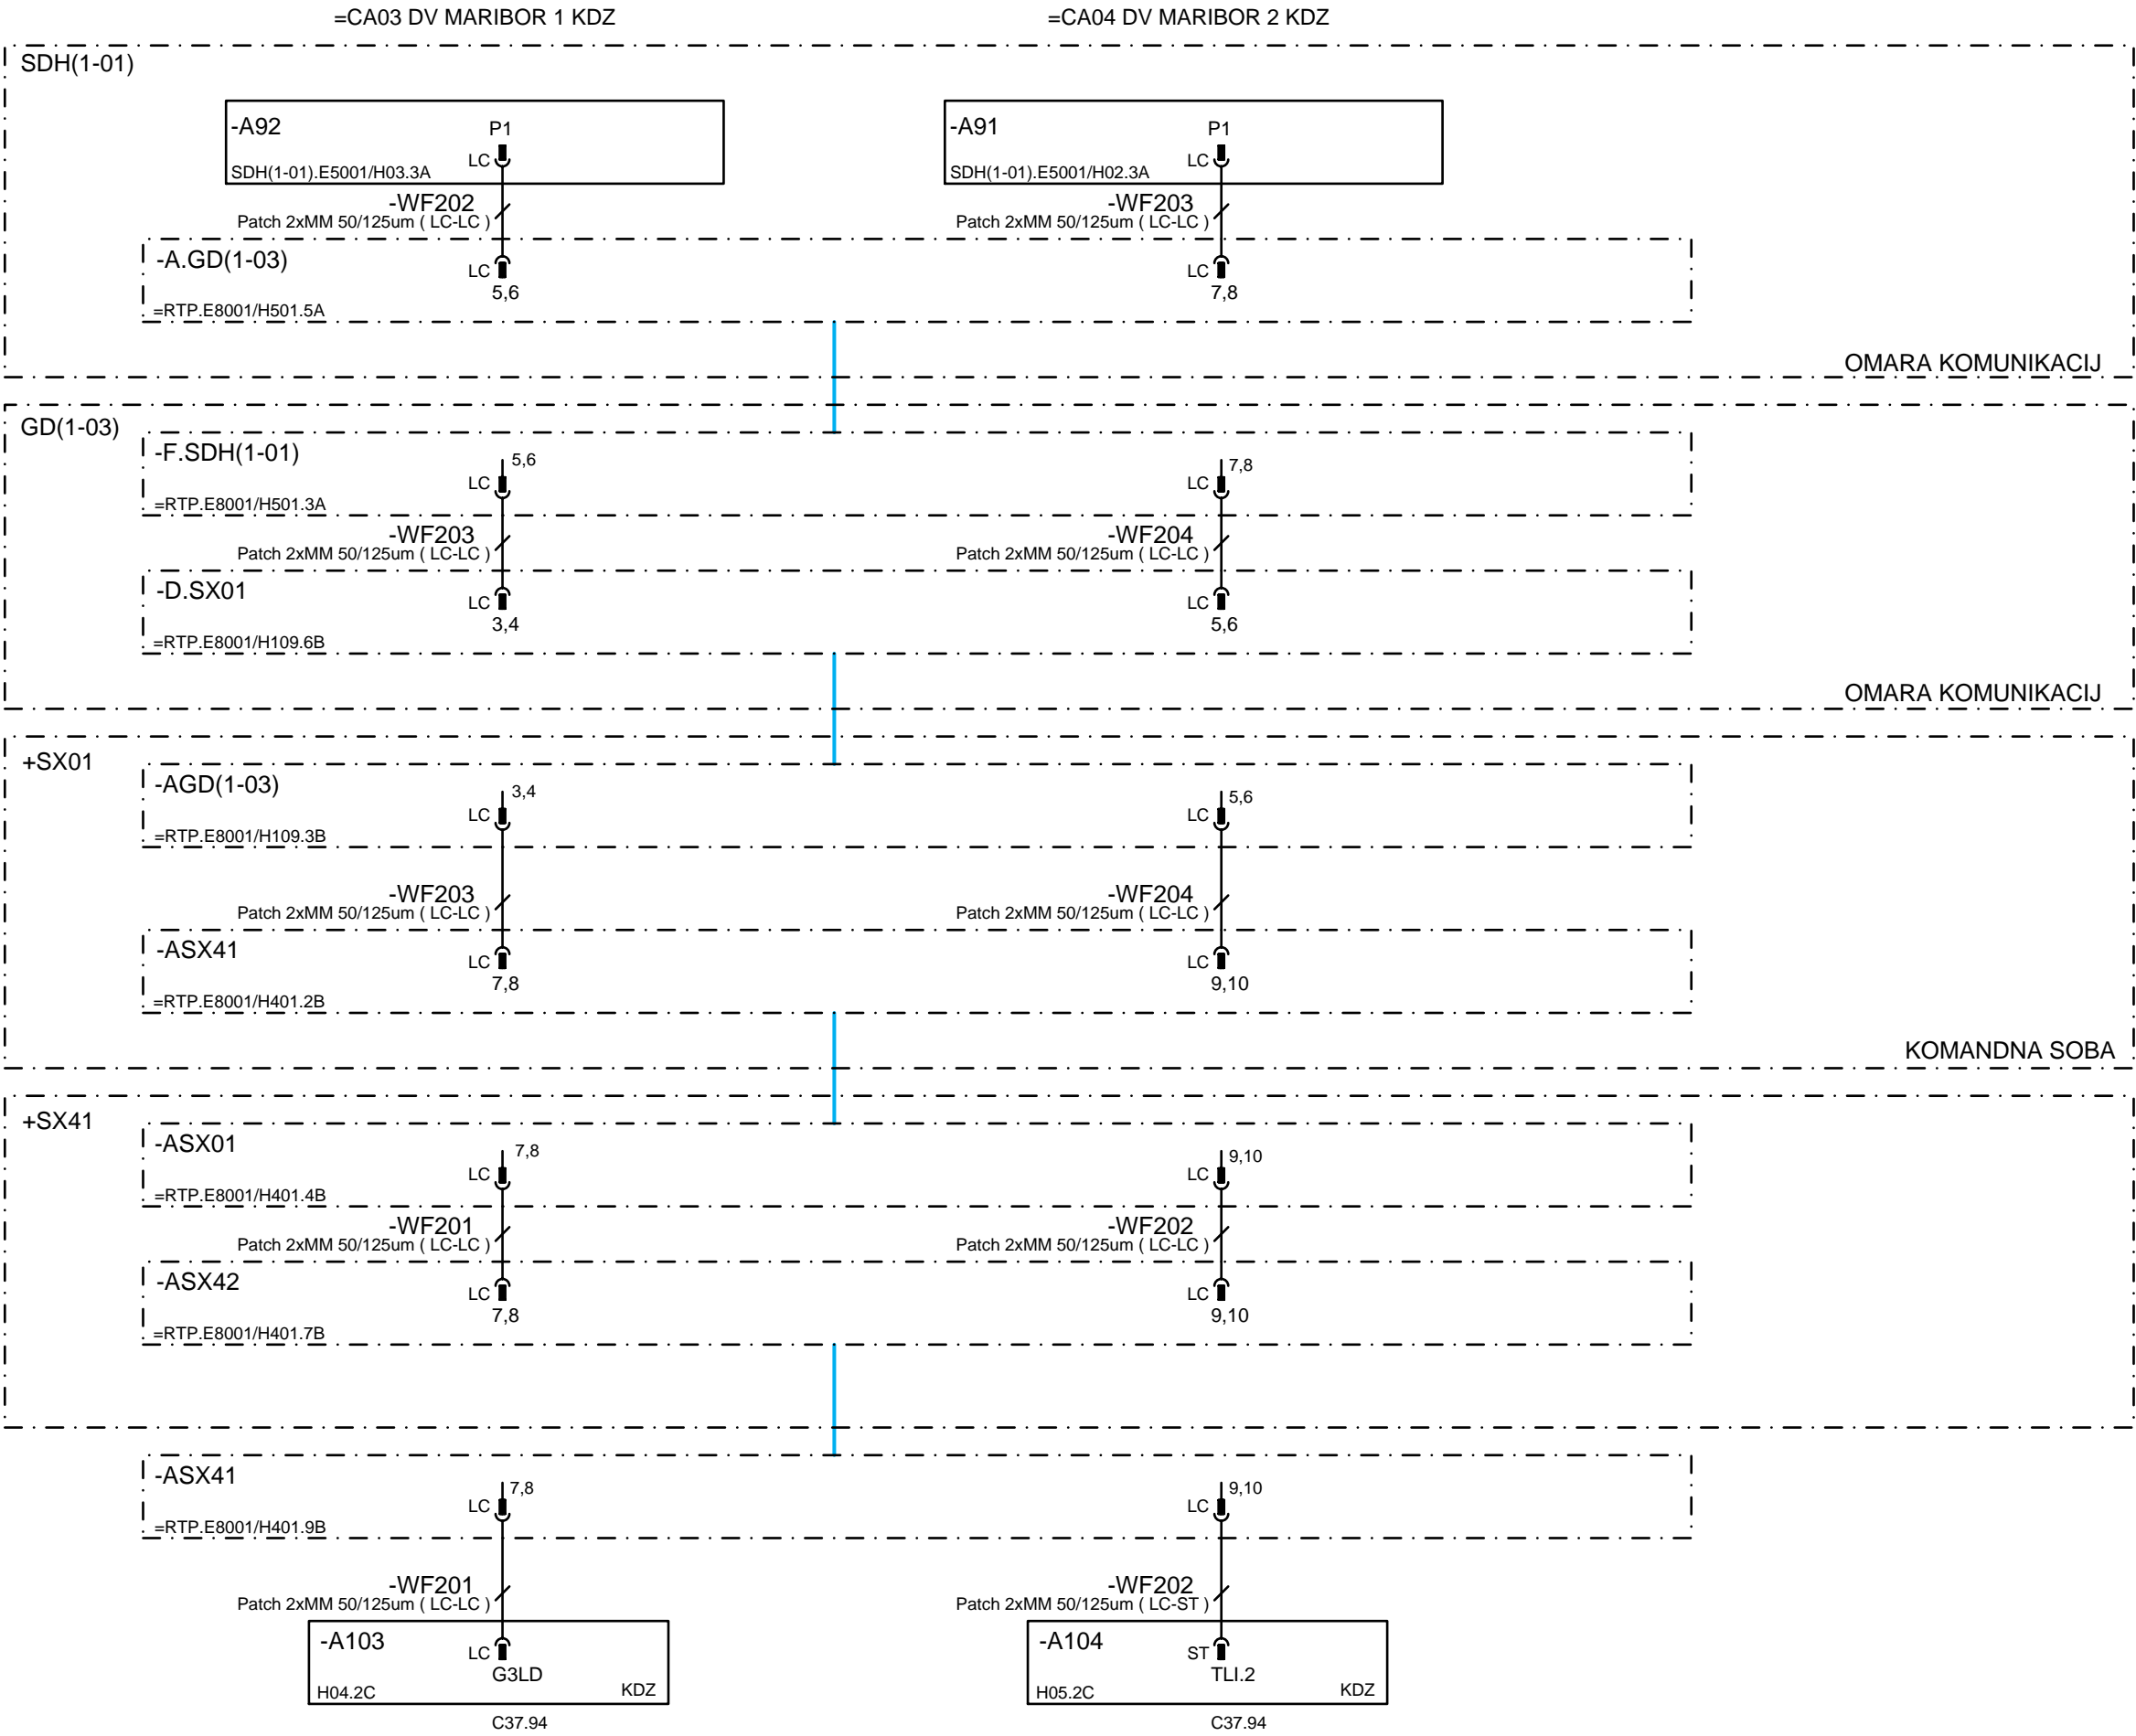 =CA03 DV MARIBOR 1 KDZ
=CA04 DV MARIBOR 2 KDZ
SDH(1-01)
-A92
P1
LC
SDH(1-01).E5001/H03.3A
-A91
P1
LC
SDH(1-01).E5001/H02.3A
-WF202
Patch 2xMM 50/125um ( LC-LC )
-WF203
Patch 2xMM 50/125um ( LC-LC )
-A.GD(1-03)
LC
5,6
LC
7,8
=RTP.E8001/H501.5A
OMARA KOMUNIKACIJ
GD(1-03)
-F.SDH(1-01)
5,6
LC
7,8
LC
=RTP.E8001/H501.3A
-WF203
Patch 2xMM 50/125um ( LC-LC )
-WF204
Patch 2xMM 50/125um ( LC-LC )
-D.SX01
LC
3,4
LC
5,6
=RTP.E8001/H109.6B
OMARA KOMUNIKACIJ
+SX01
-AGD(1-03)
3,4
LC
5,6
LC
=RTP.E8001/H109.3B
-WF203
Patch 2xMM 50/125um ( LC-LC )
-WF204
Patch 2xMM 50/125um ( LC-LC )
-ASX41
LC
7,8
LC
9,10
=RTP.E8001/H401.2B
KOMANDNA SOBA
+SX41
-ASX01
7,8
LC
9,10
LC
=RTP.E8001/H401.4B
-WF201
Patch 2xMM 50/125um ( LC-LC )
-WF202
Patch 2xMM 50/125um ( LC-LC )
-ASX42
LC
7,8
LC
9,10
=RTP.E8001/H401.7B
-ASX41
7,8
LC
9,10
LC
=RTP.E8001/H401.9B
-WF201
Patch 2xMM 50/125um ( LC-LC )
-WF202
Patch 2xMM 50/125um ( LC-ST )
-A103
LC
G3LD
H04.2C
KDZ
-A104
ST
TLI.2
H05.2C
KDZ
C37.94
C37.94